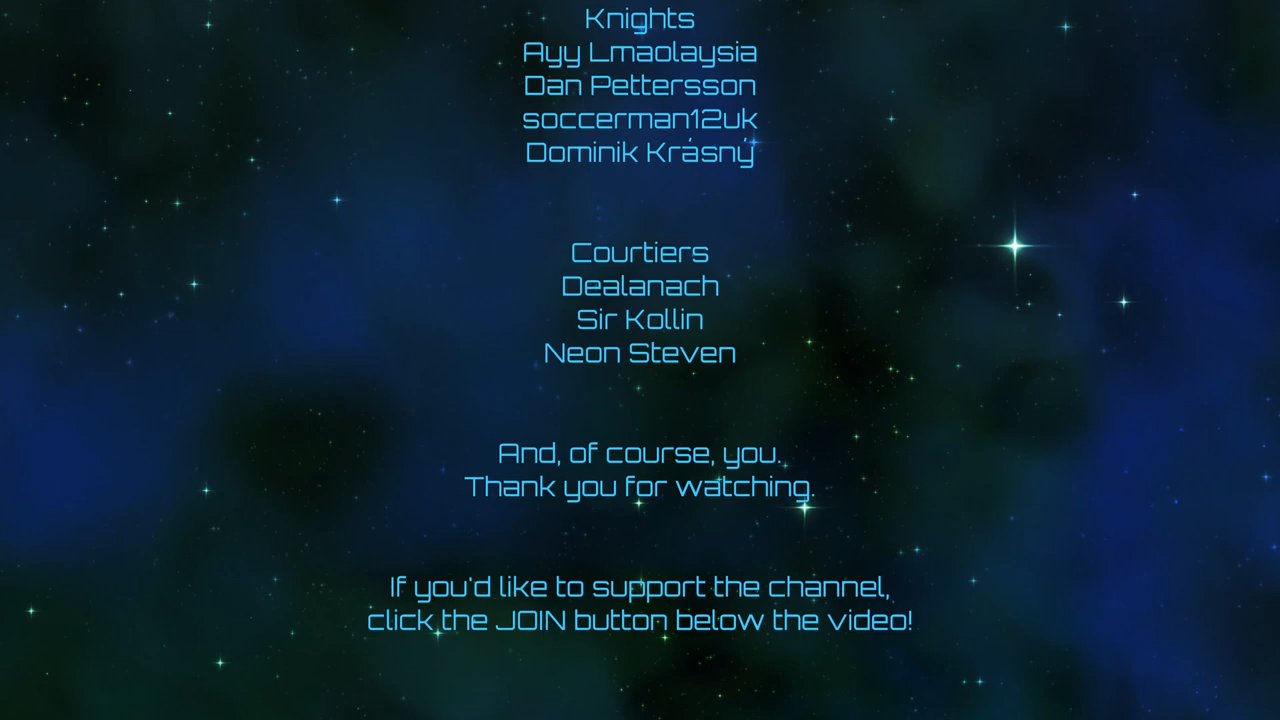 Knights
Ayy Lmaolaysia
Dan Pettersson
soccerman12uk
Dominik Krásný
Courtiers
Dealanach
Sir Kollin
Neon Steven
And, of course, you.
Thank you for watching.
If you'd like to support the channel,
click the JOIN button below the video!